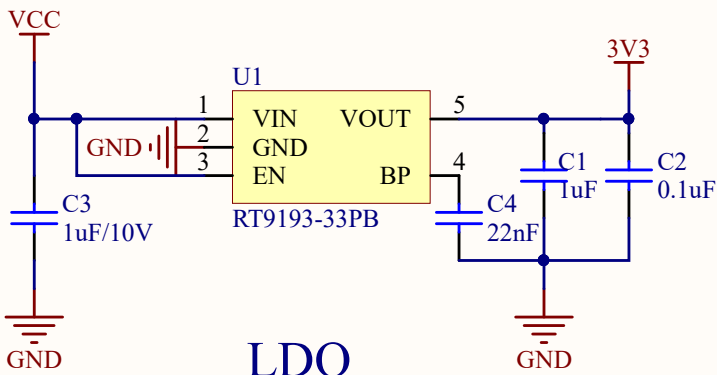 VCC
3V3
U1
1 VIN VOUT 5
GND 2 GND
3 EN BP 4
RT9193-33PB
C3
1uF/10V
C4
22nF
C1
1uF
C2
0.1uF
GND
GND
LDO